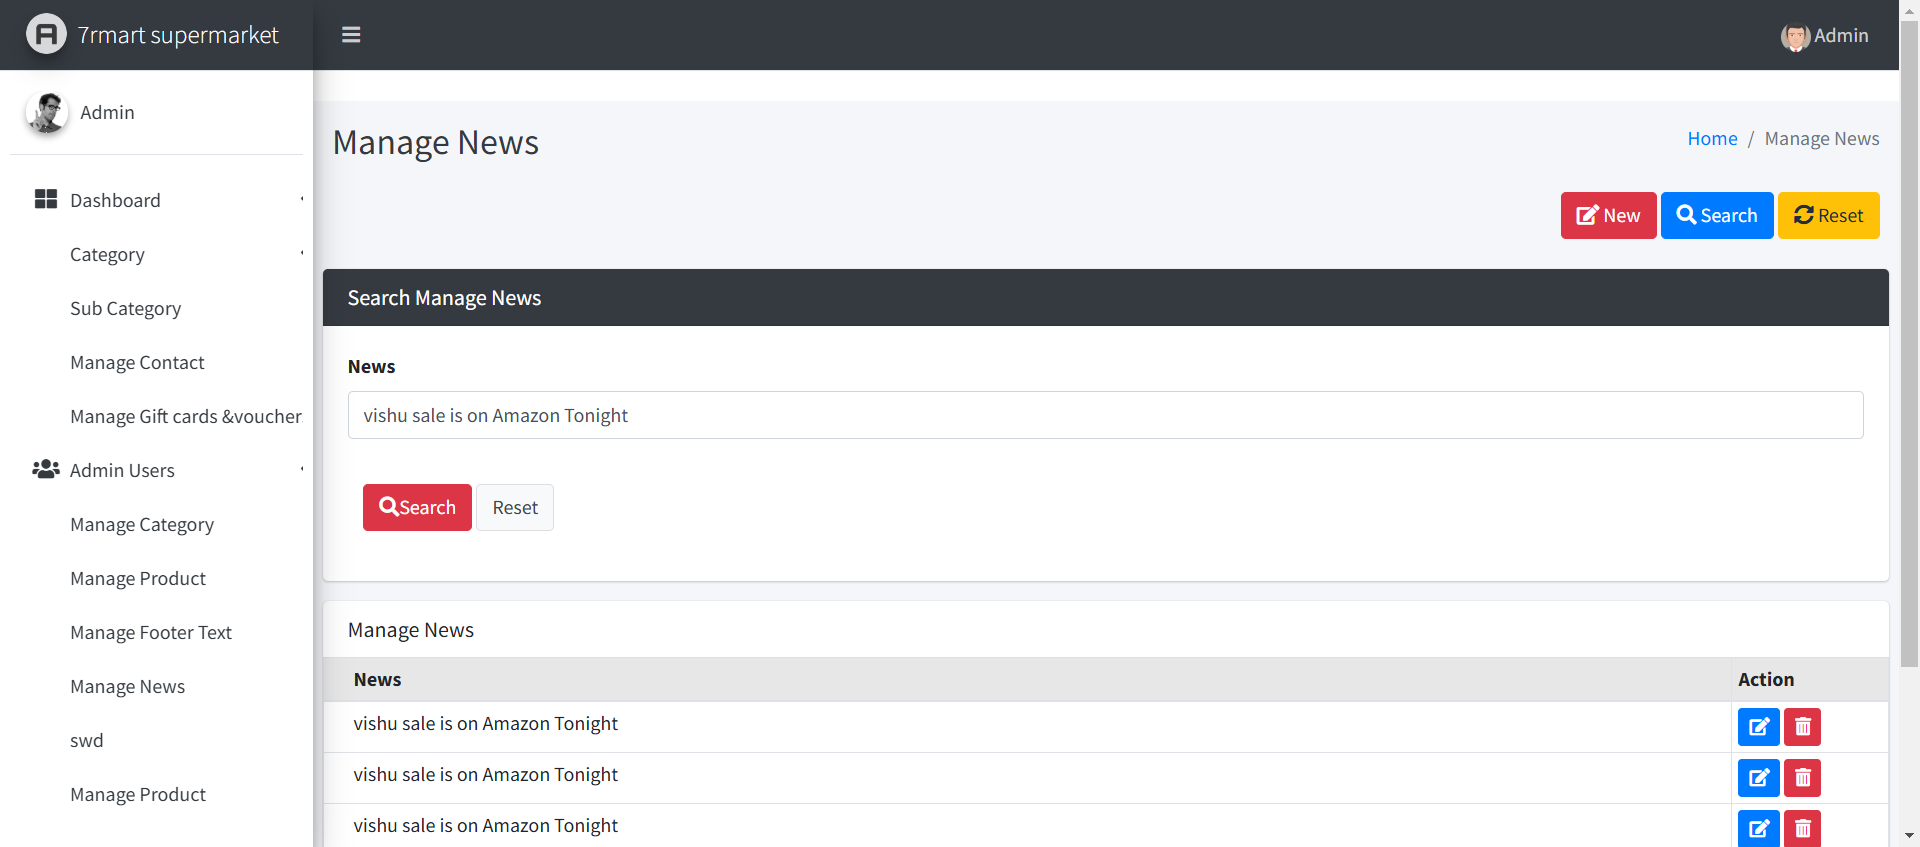 7rmart supermarket
Admin
Admin
Dashboard
Category
Sub Category
Manage Contact
Manage Gift cards &voucher
Admin Users
Manage Category
Manage Product
Manage Footer Text
Manage News
swd
Manage Product
Manage News
Home / Manage News
New Search Reset
Search Manage News
News
vishu sale is on Amazon Tonight
Search Reset
Manage News
News Action
vishu sale is on Amazon Tonight
vishu sale is on Amazon Tonight
vishu sale is on Amazon Tonight